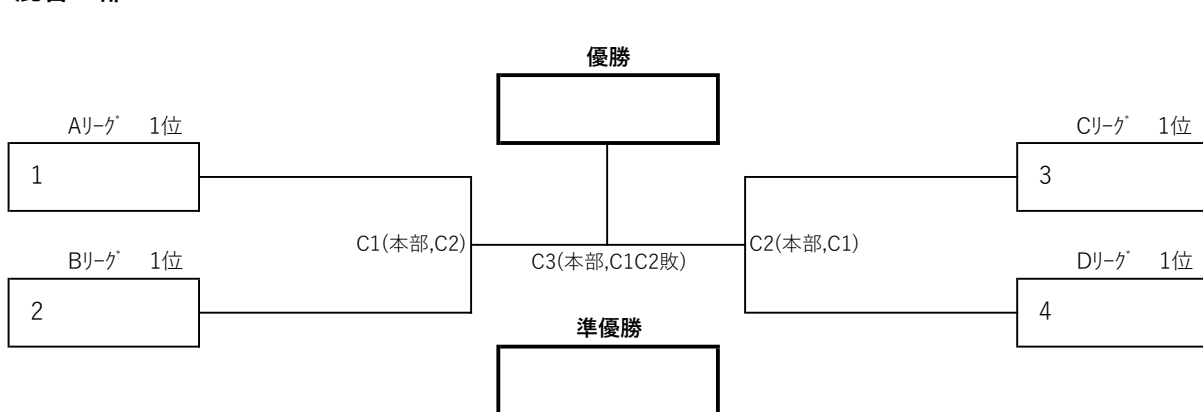 優勝
Aリーグ 1位
1
Cリーグ 1位
3
C1(本部,C2)
C2(本部,C1)
C3(本部,C1C2敗)
Bリーグ 1位
2
Dリーグ 1位
4
準優勝